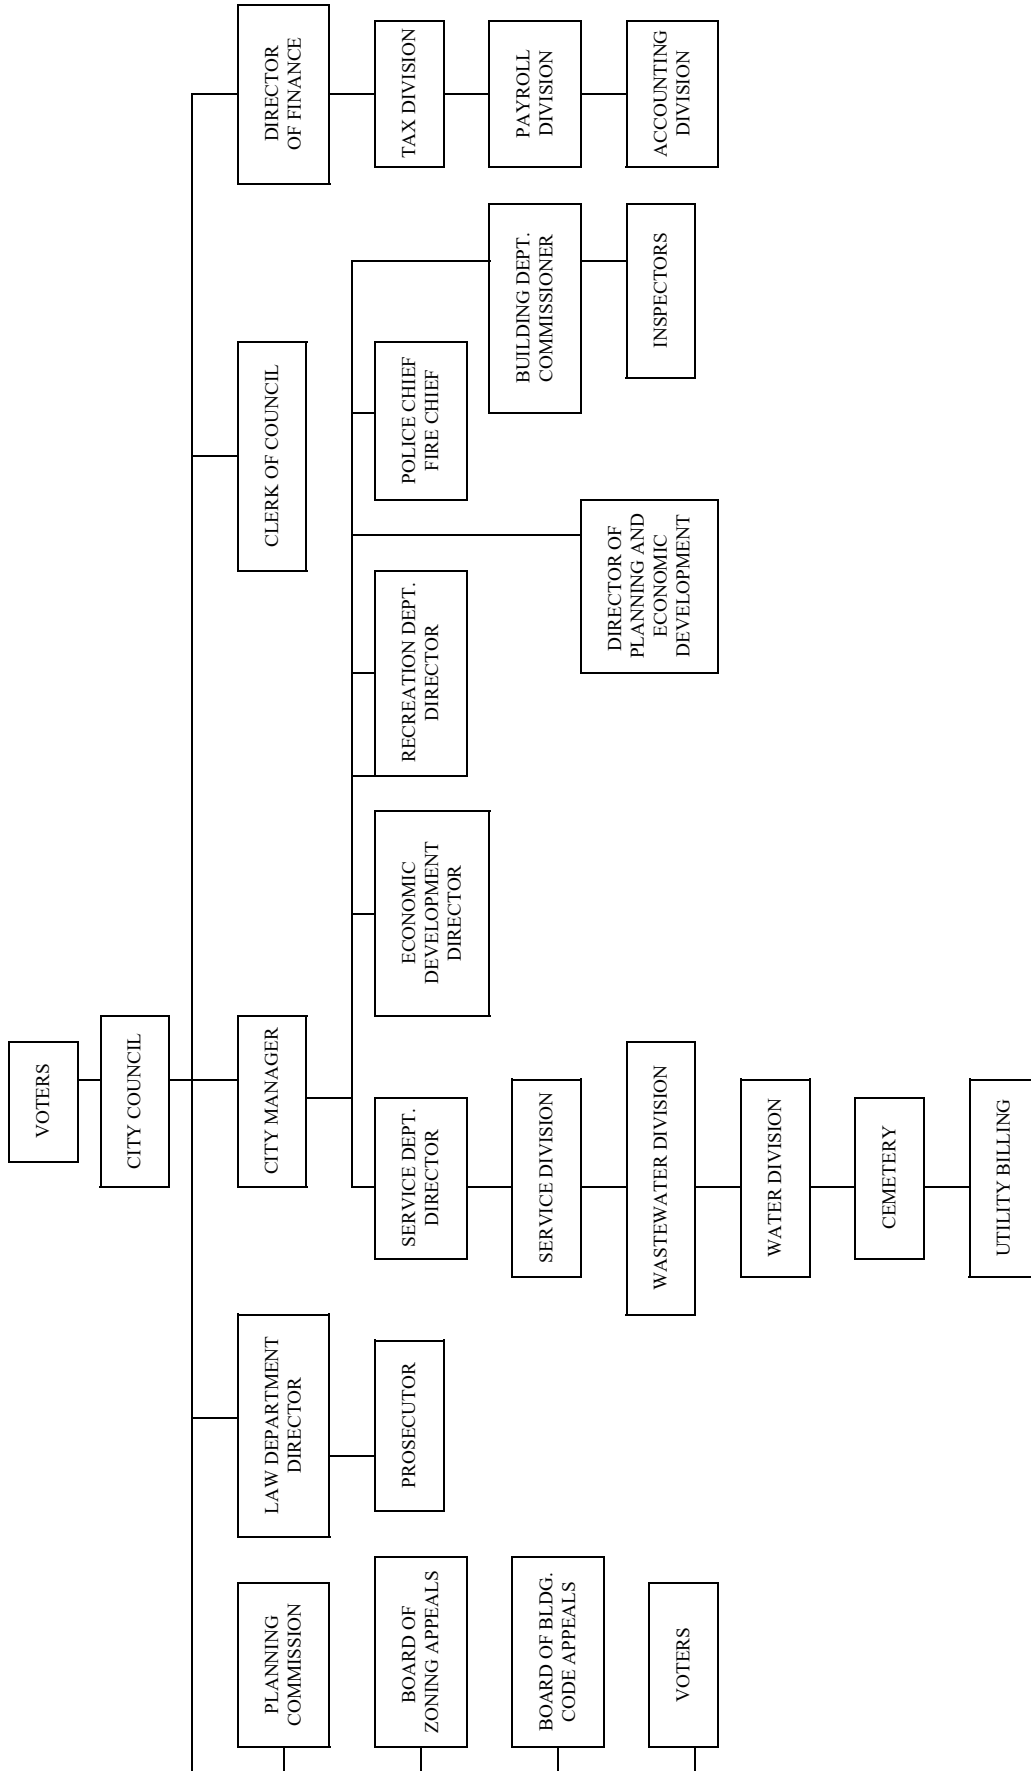 VOTERS
CITY COUNCIL
PLANNING
COMMISSION
LAW DEPARTMENT
DIRECTOR
CITY MANAGER
CLERK OF COUNCIL
DIRECTOR
OF FINANCE
BOARD OF
ZONING APPEALS
PROSECUTOR
SERVICE DEPT.
DIRECTOR
ECONOMIC
DEVELOPMENT
DIRECTOR
RECREATION DEPT.
DIRECTOR
POLICE CHIEF
FIRE CHIEF
TAX DIVISION
BOARD OF BLDG.
CODE APPEALS
SERVICE DIVISION
BUILDING DEPT.
COMMISSIONER
PAYROLL
DIVISION
VOTERS
WASTEWATER DIVISION
DIRECTOR OF
PLANNING AND
ECONOMIC
DEVELOPMENT
INSPECTORS
ACCOUNTING
DIVISION
WATER DIVISION
CEMETERY
UTILITY BILLING